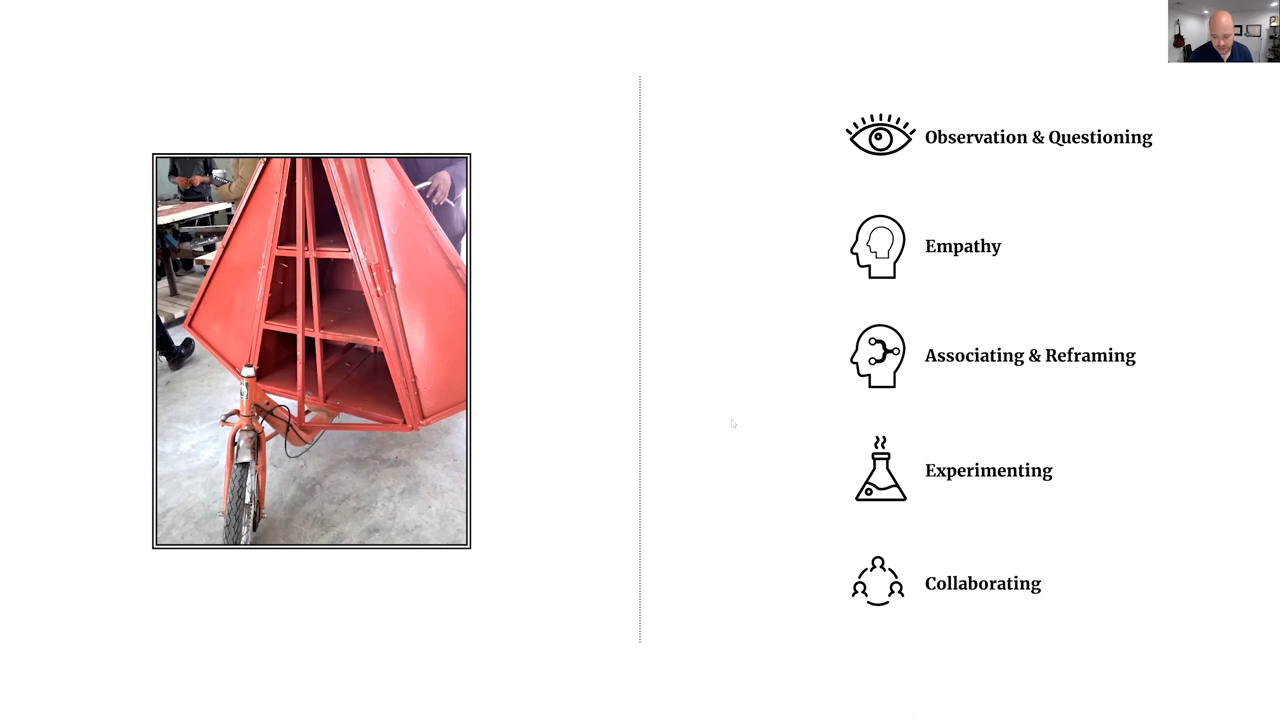 Observation & Questioning
Empathy
Associating & Reframing
Experimenting
Collaborating